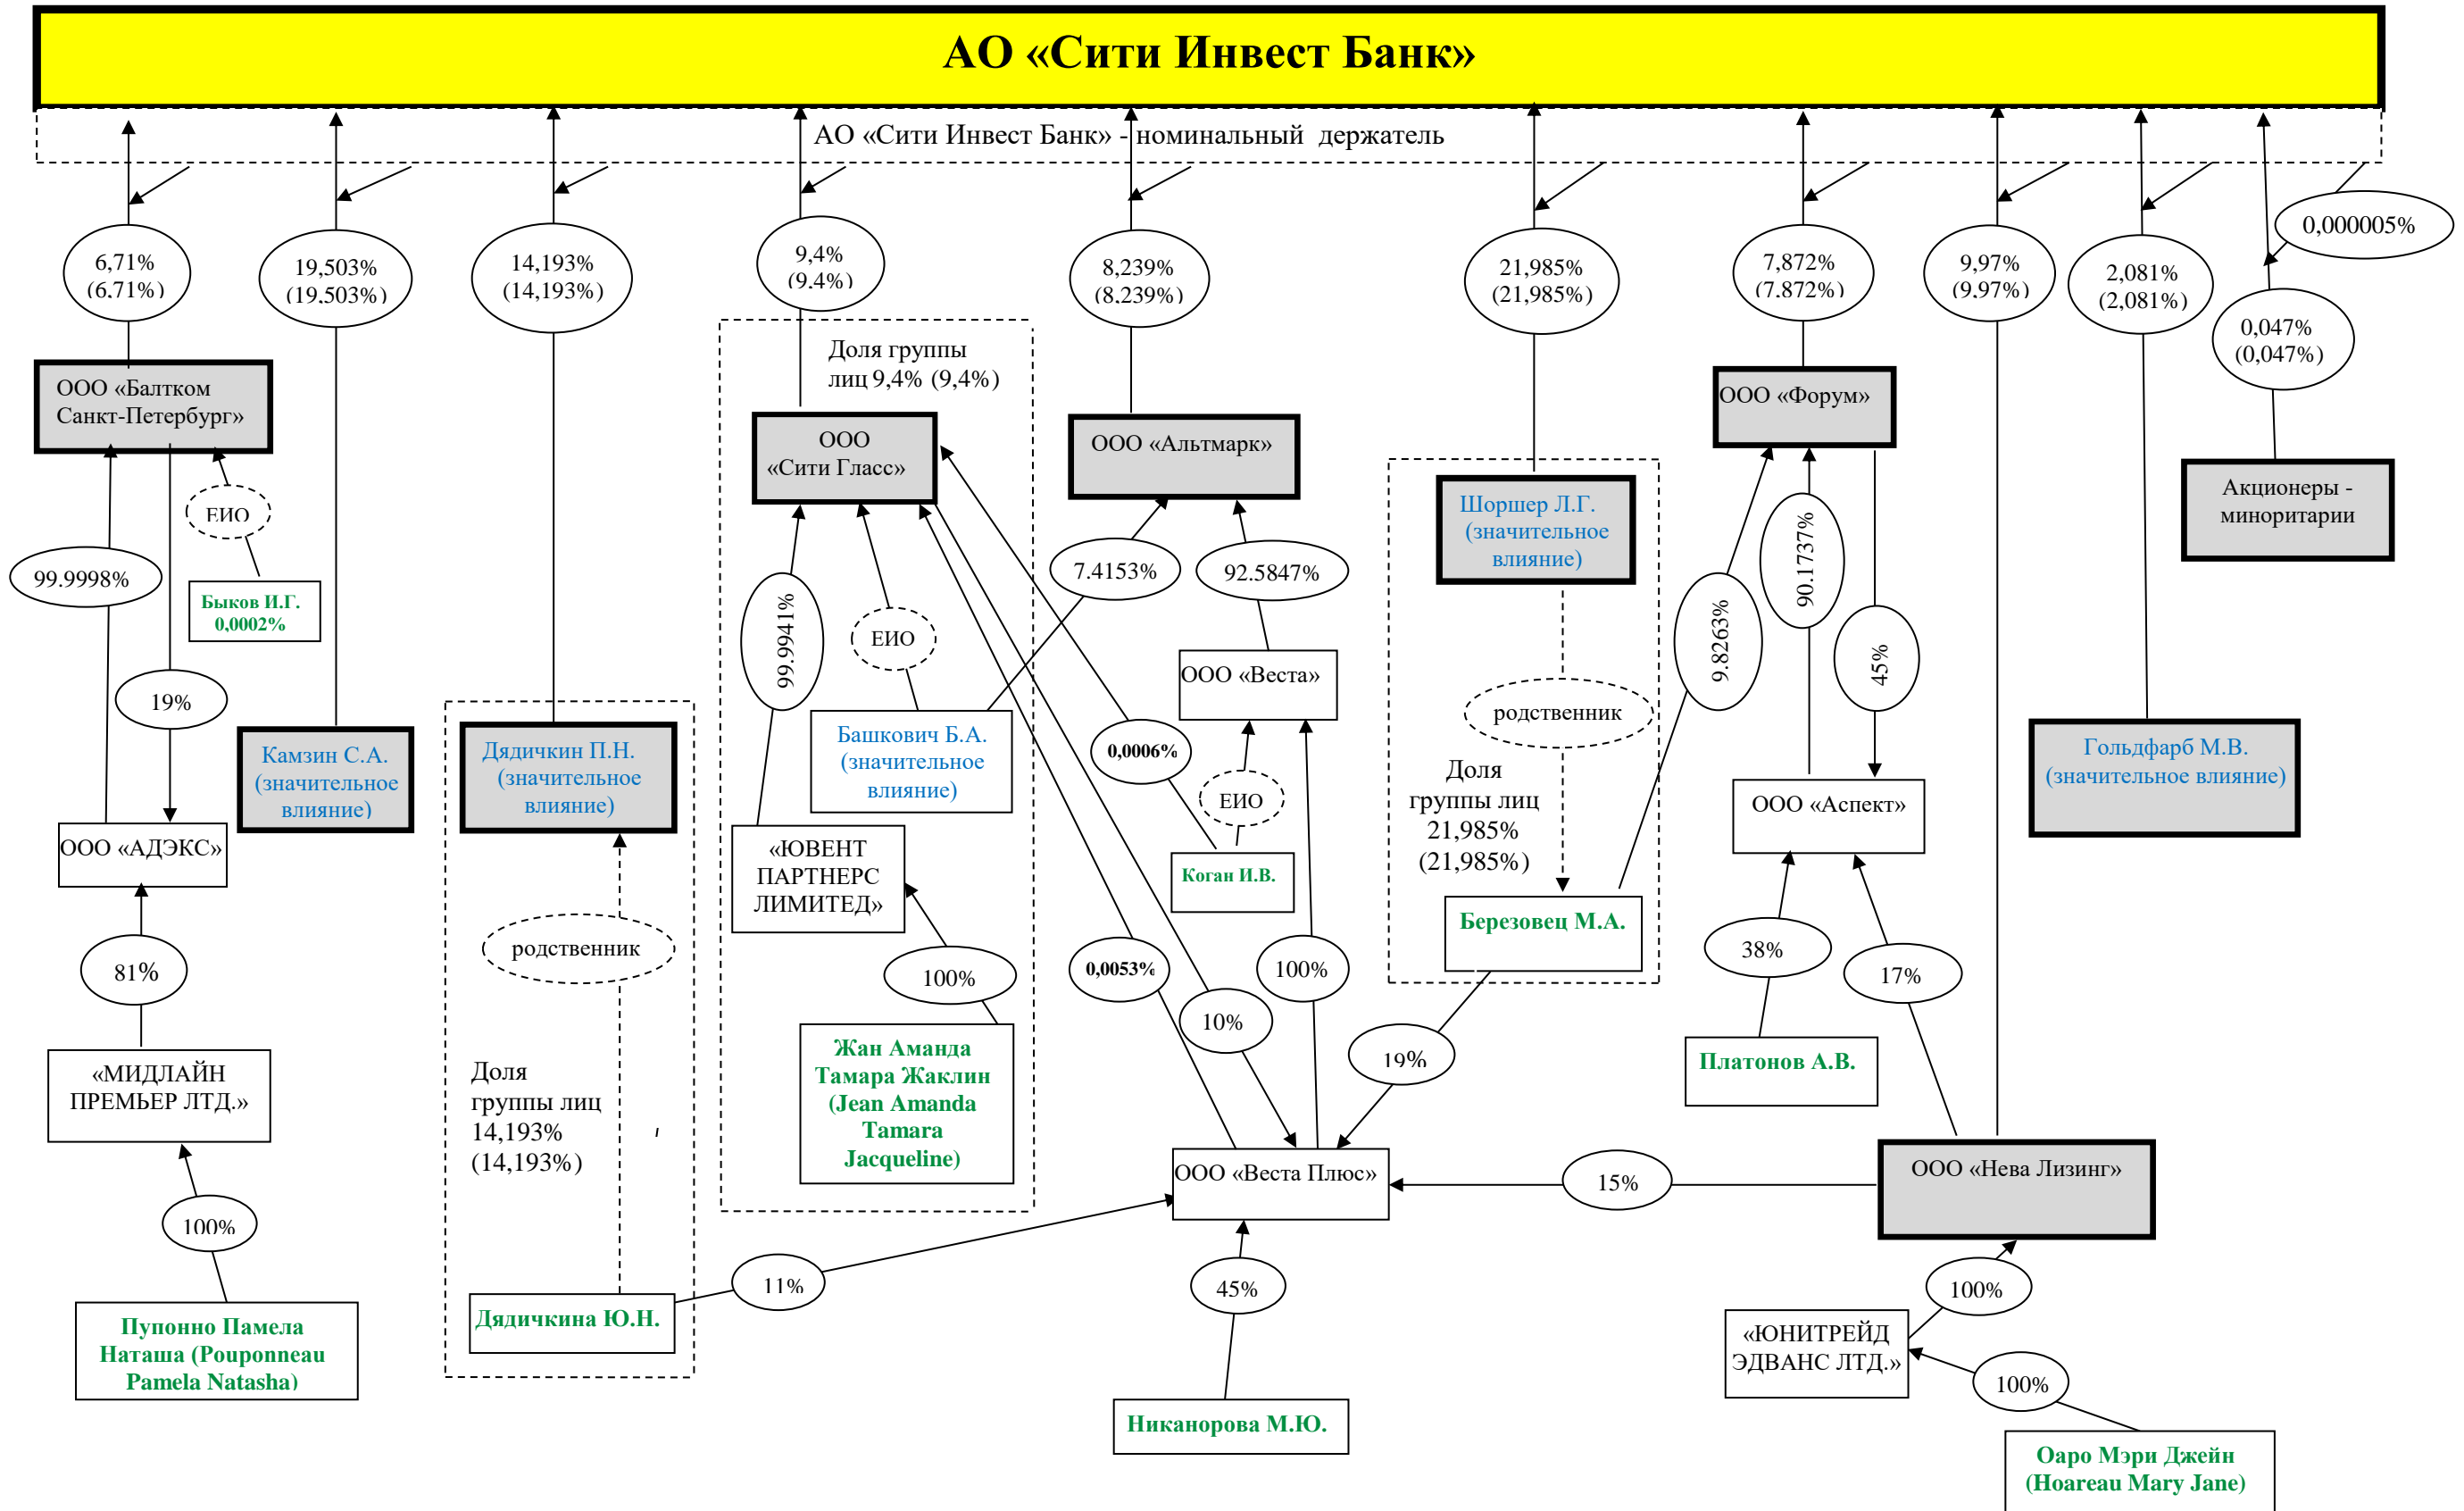 АО «Сити Инвест Банк»
АО «Сити Инвест Банк» - номинальный держатель
6,71%
(6,71%)
19,503%
(19,503%)
14,193%
(14,193%)
9,4%
(9,4%)
8,239%
(8,239%)
21,985%
(21,985%)
7,872%
(7,872%)
9,97%
(9,97%)
2,081%
(2,081%)
0,000005%
0,047%
(0,047%)
Доля группы
лиц 9,4% (9,4%)
ООО «Балтком
Санкт-Петербург»
ООО
«Сити Гласс»
ООО «Альтмарк»
Шоршер Л.Г.
(значительное
влияние)
ООО «Форум»
Акционеры -
миноритарии
99.9998%
ЕИО
Быков И.Г.
0,0002%
19%
99.9941%
ЕИО
7.4153%
92.5847%
9.8263%
90.1737%
45%
ООО «Веста»
родственник
Камзин С.А.
(значительное
влияние)
Дядичкин П.Н.
(значительное
влияние)
Башкович Б.А.
(значительное
влияние)
0,0006%
ЕИО
Доля
группы лиц
21,985%
(21,985%)
ООО «Аспект»
Гольдфарб М.В.
(значительное влияние)
ООО «АДЭКС»
«ЮВЕНТ
ПАРТНЕРС
ЛИМИТЕД»
Коган И.В.
Березовец М.А.
81%
родственник
100%
0,0053%
10%
100%
19%
38%
17%
«МИДЛАЙН
ПРЕМЬЕР ЛТД.»
Доля
группы лиц
14,193%
(14,193%)
Жан Аманда
Тамара Жаклин
(Jean Amanda
Tamara
Jacqueline)
Платонов А.В.
ООО «Веста Плюс»
15%
ООО «Нева Лизинг»
100%
11%
45%
100%
Пупонно Памела
Наташа (Pouponneau
Pamela Natasha)
Дядичкина Ю.Н.
Никанорова М.Ю.
«ЮНИТРЕЙД
ЭДВАНС ЛТД.»
100%
Оаро Мэри Джейн
(Hoareau Mary Jane)